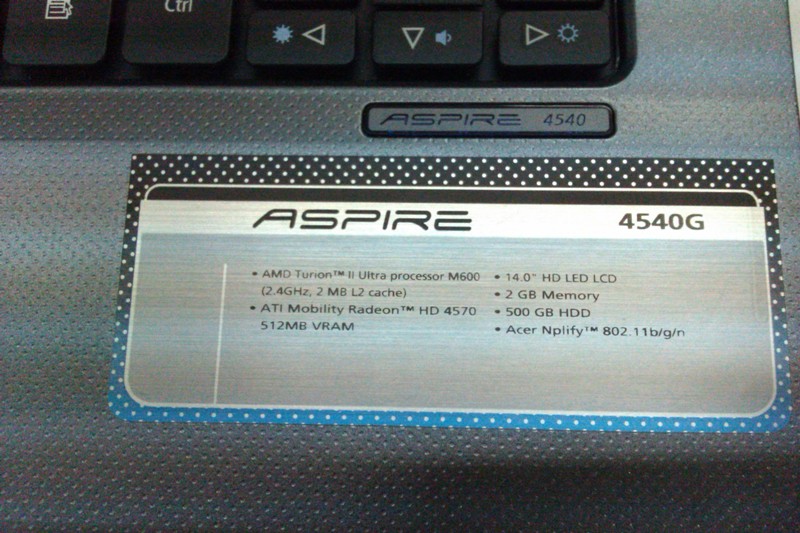 Ctrl
ASPIRE 4540
ASPIRE 4540G
• AMD Turion™ II Ultra processor M600
(2.4GHz, 2 MB L2 cache)
• ATI Mobility Radeon™ HD 4570
512MB VRAM
• 14.0" HD LED LCD
• 2 GB Memory
• 500 GB HDD
• Acer Nplify™ 802.11b/g/n